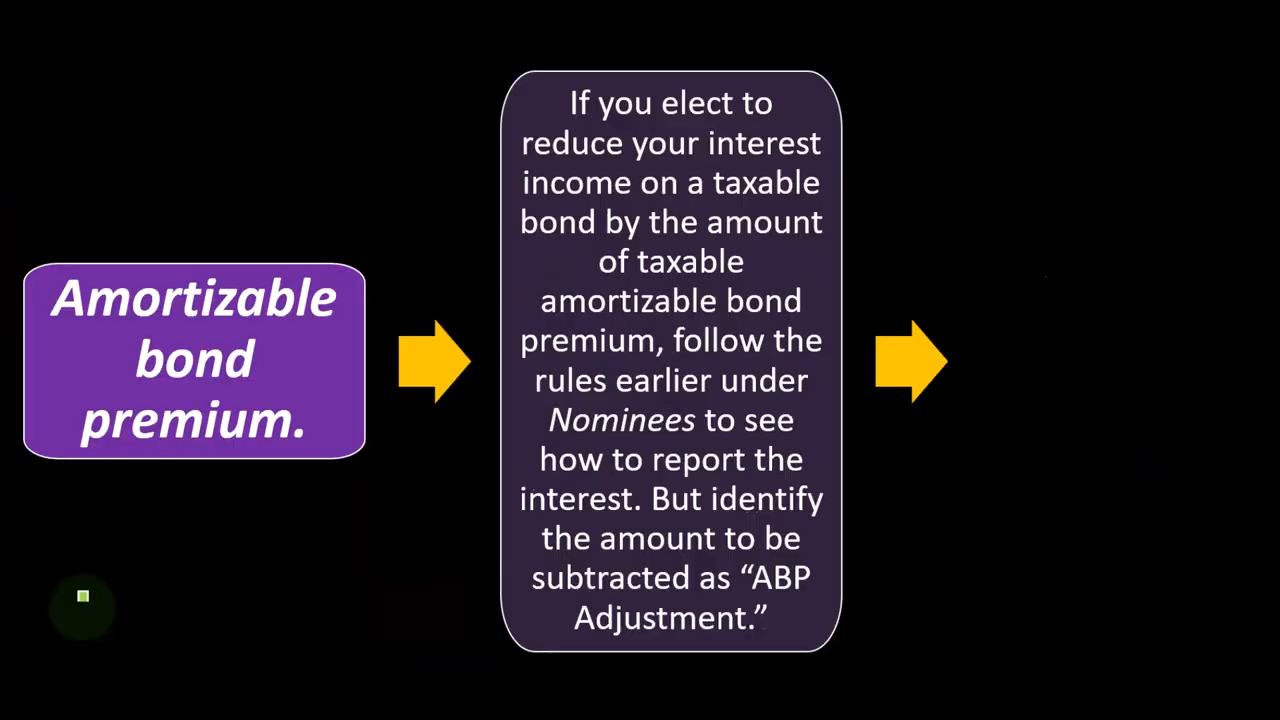 Amortizable
bond
premium.
If you elect to
reduce your interest
income on a taxable
bond by the amount
of taxable
amortizable bond
premium, follow the
rules earlier under
Nominees to see
how to report the
interest. But identify
the amount to be
subtracted as “ABP
Adjustment.”